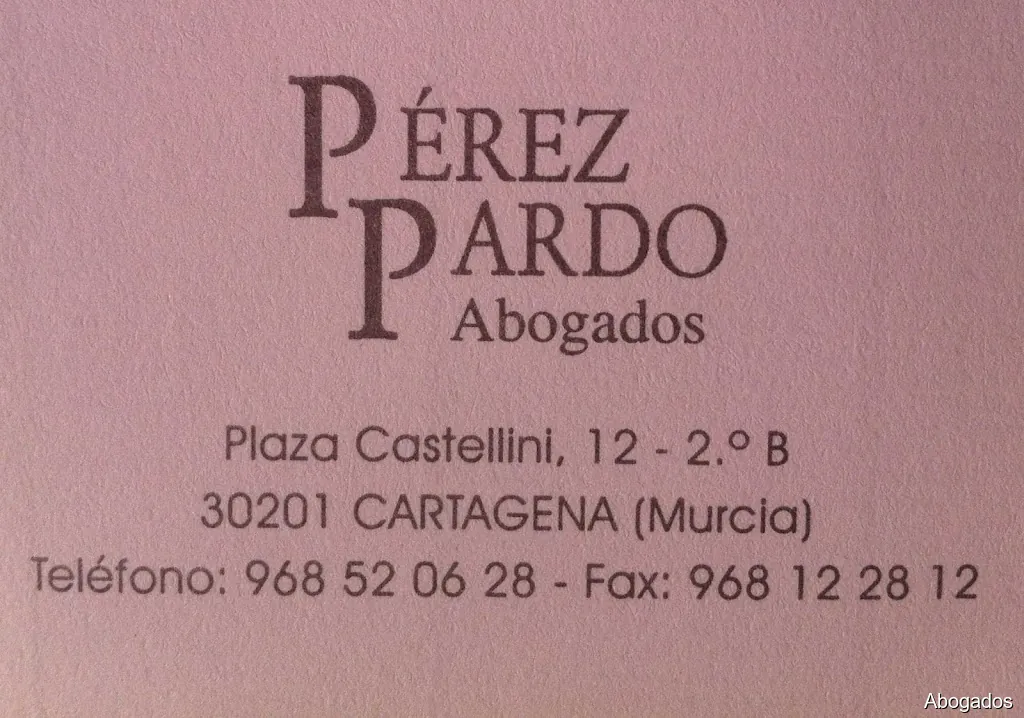 PÉREZ
PARDO
Abogados
Plaza Castellini, 12 - 2.º B
30201 CARTAGENA (Murcia)
Teléfono: 968 52 06 28 - Fax: 968 12 28 12
Abogados